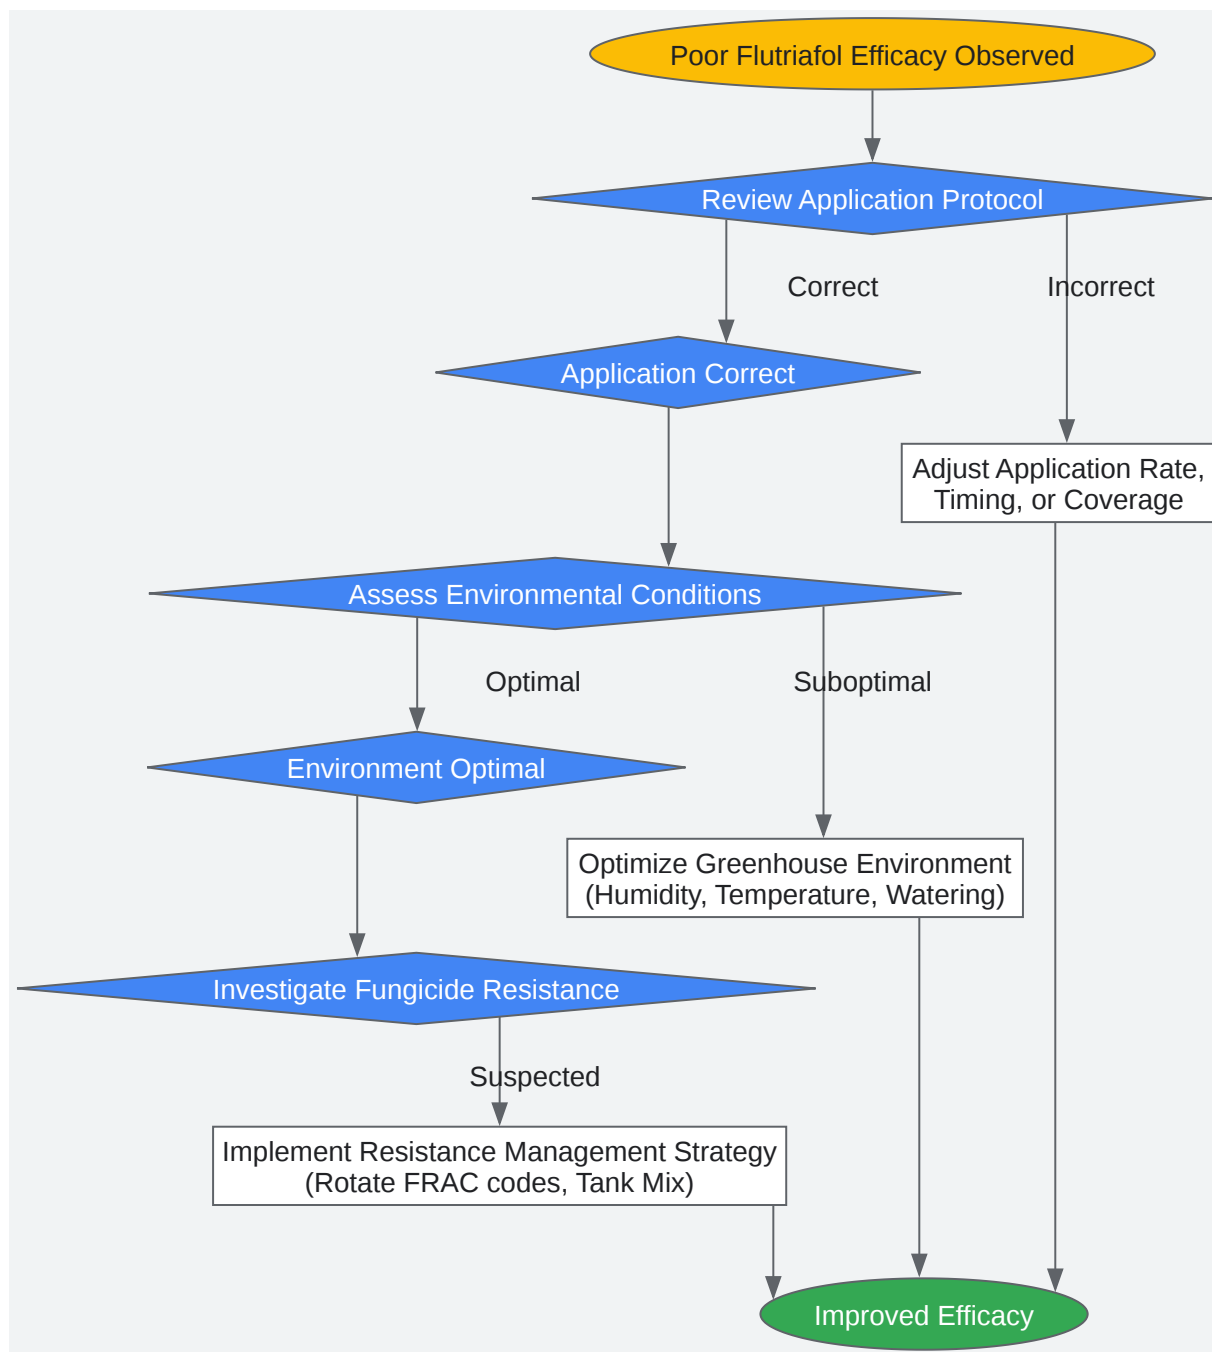 Poor Flutriafol Efficacy Observed
Review Application Protocol
Correct
Incorrect
Application Correct
Adjust Application Rate,
Timing, or Coverage
Assess Environmental Conditions
Optimal
Suboptimal
Environment Optimal
Optimize Greenhouse Environment
(Humidity, Temperature, Watering)
Investigate Fungicide Resistance
Suspected
Implement Resistance Management Strategy
(Rotate FRAC codes, Tank Mix)
Improved Efficacy